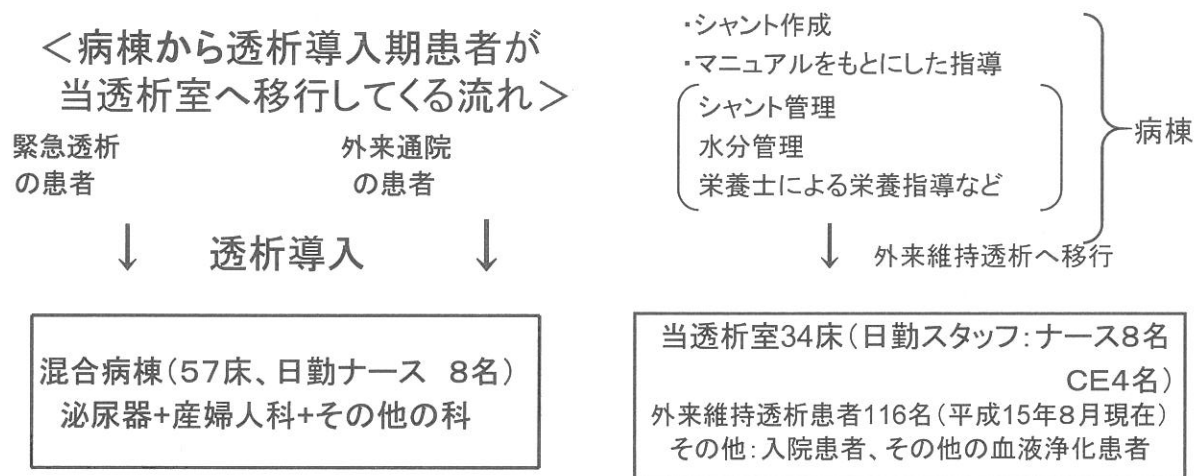 ＜病棟から透析導入期患者が
当透析室へ移行してくる流れ＞
緊急透析
の患者
外来通院
の患者
↓ 透析導入 ↓
混合病棟（57床、日勤ナース　8名）
泌尿器+産婦人科+その他の科
・シャント作成
・マニュアルをもとにした指導
シャント管理
水分管理
栄養士による栄養指導など
病棟
↓ 外来維持透析へ移行
当透析室34床（日勤スタッフ：ナース8名
CE4名）
外来維持透析患者116名（平成15年8月現在）
その他：入院患者、その他の血液浄化患者